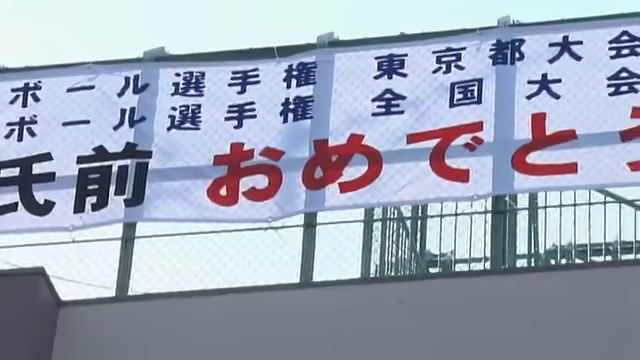 ボール選手権 東京都大会
ボール選手権 全国大会
氏前 おめでとう